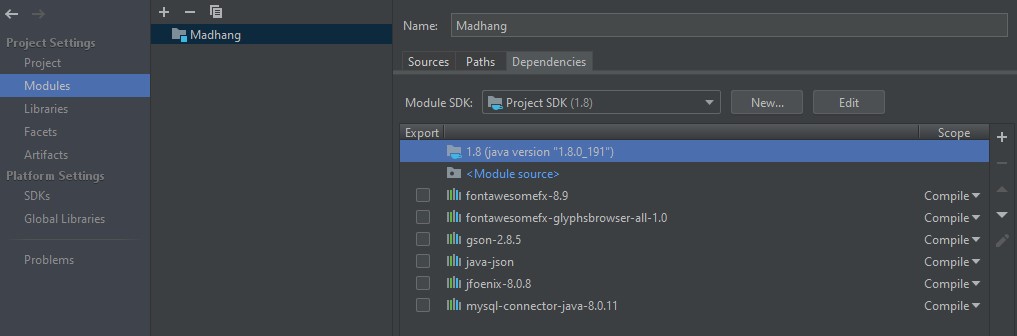 Project Settings
Project
Modules
Libraries
Facets
Artifacts
Platform Settings
SDKs
Global Libraries
Problems
Madhang
Name: Madhang
Sources Paths Dependencies
Module SDK: Project SDK (1.8) New... Edit
Export Scope
1.8 (java version "1.8.0_191")
<Module source>
fontawesomefx-8.9 Compile
fontawesomefx-glyphsbrowser-all-1.0 Compile
gson-2.8.5 Compile
java-json Compile
jfoenix-8.0.8 Compile
mysql-connector-java-8.0.11 Compile